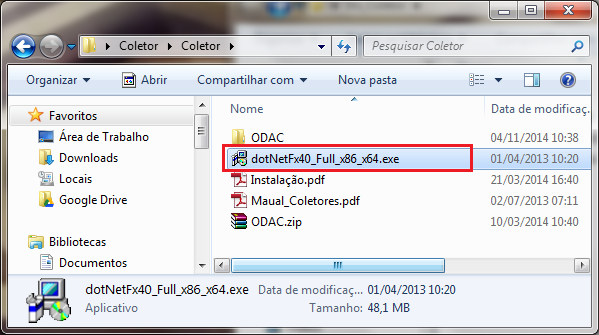 Coletor Coletor
Pesquisar Coletor
Organizar Abrir Compartilhar com Nova pasta
Nome Data de modificaç...
Favoritos
Área de Trabalho
Downloads
Locais
Google Drive
Bibliotecas
Documentos
ODAC 04/11/2014 10:38
dotNetFx40_Full_x86_x64.exe 01/04/2013 10:20
Instalação.pdf 21/03/2014 16:40
Maual_Coletores.pdf 02/07/2013 07:11
ODAC.zip 10/03/2014 10:40
dotNetFx40_Full_x86_x64.exe Data de modificaç... 01/04/2013 10:20
Aplicativo Tamanho: 48,1 MB